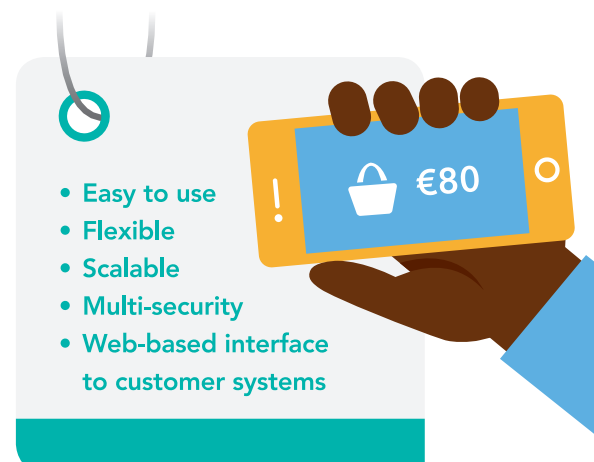 • Easy to use
• Flexible
• Scalable
• Multi-security
• Web-based interface
to customer systems
€80